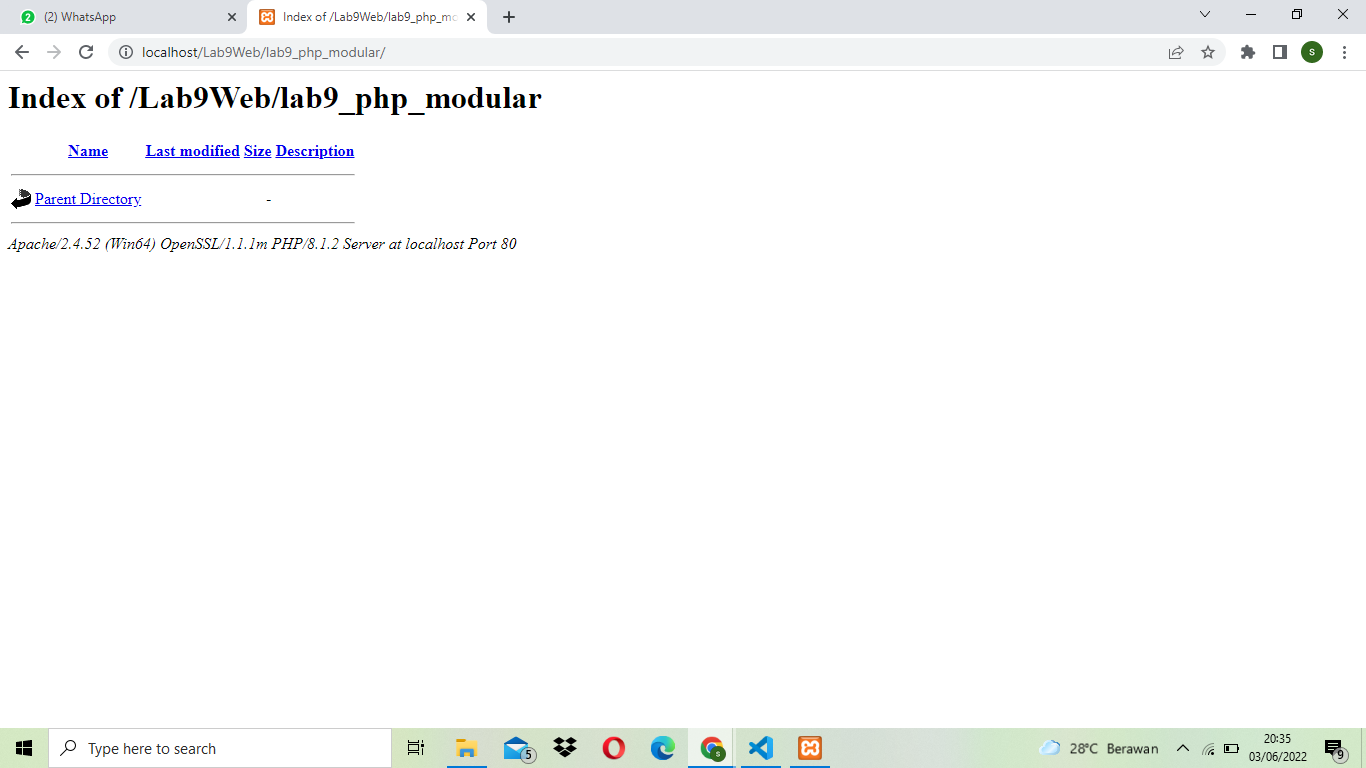 (2) WhatsApp
Index of /Lab9Web/lab9_php_mo
localhost/Lab9Web/lab9_php_modular/
s
Index of /Lab9Web/lab9_php_modular
Name Last modified Size Description
Parent Directory -
Apache/2.4.52 (Win64) OpenSSL/1.1.1m PHP/8.1.2 Server at localhost Port 80
Type here to search
5
s
28°C Berawan
20:35
03/06/2022
9